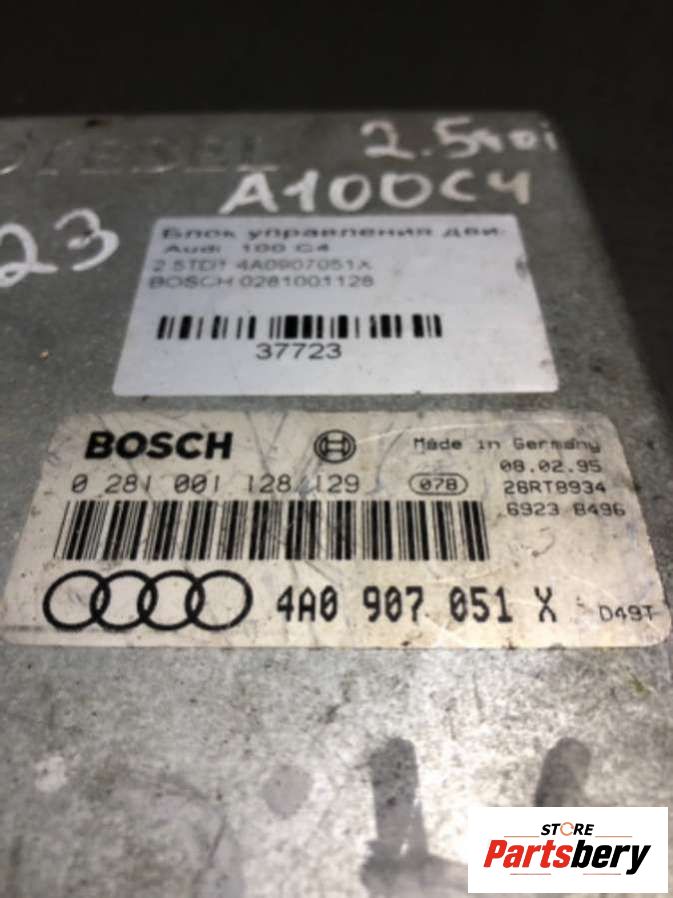 DIESEL
2.5TDI
A100C4
23
Блок управления дви-
Audi 100 C4
2.5TDI 4A0907051X
BOSCH 0281001128
37723
BOSCH
Made in Germany
0 281 001 128/129
078
08.02.95
28RT8934
6923 8496
4A0 907 051 X
D49T
STORE
Partsbery